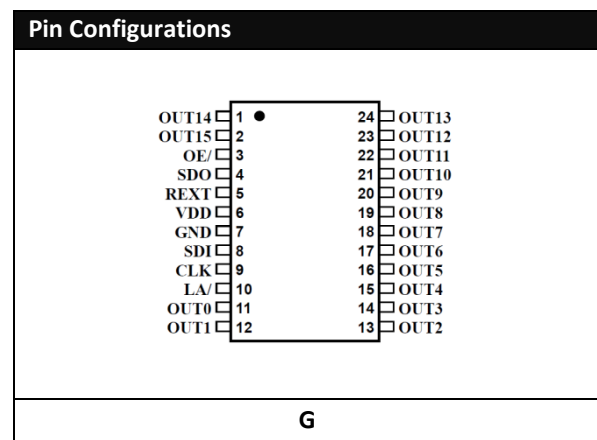 Pin Configurations
OUT14 1 24 OUT13
OUT15 2 23 OUT12
OE/ 3 22 OUT11
SDO 4 21 OUT10
REXT 5 20 OUT9
VDD 6 19 OUT8
GND 7 18 OUT7
SDI 8 17 OUT6
CLK 9 16 OUT5
LA/ 10 15 OUT4
OUT0 11 14 OUT3
OUT1 12 13 OUT2
G